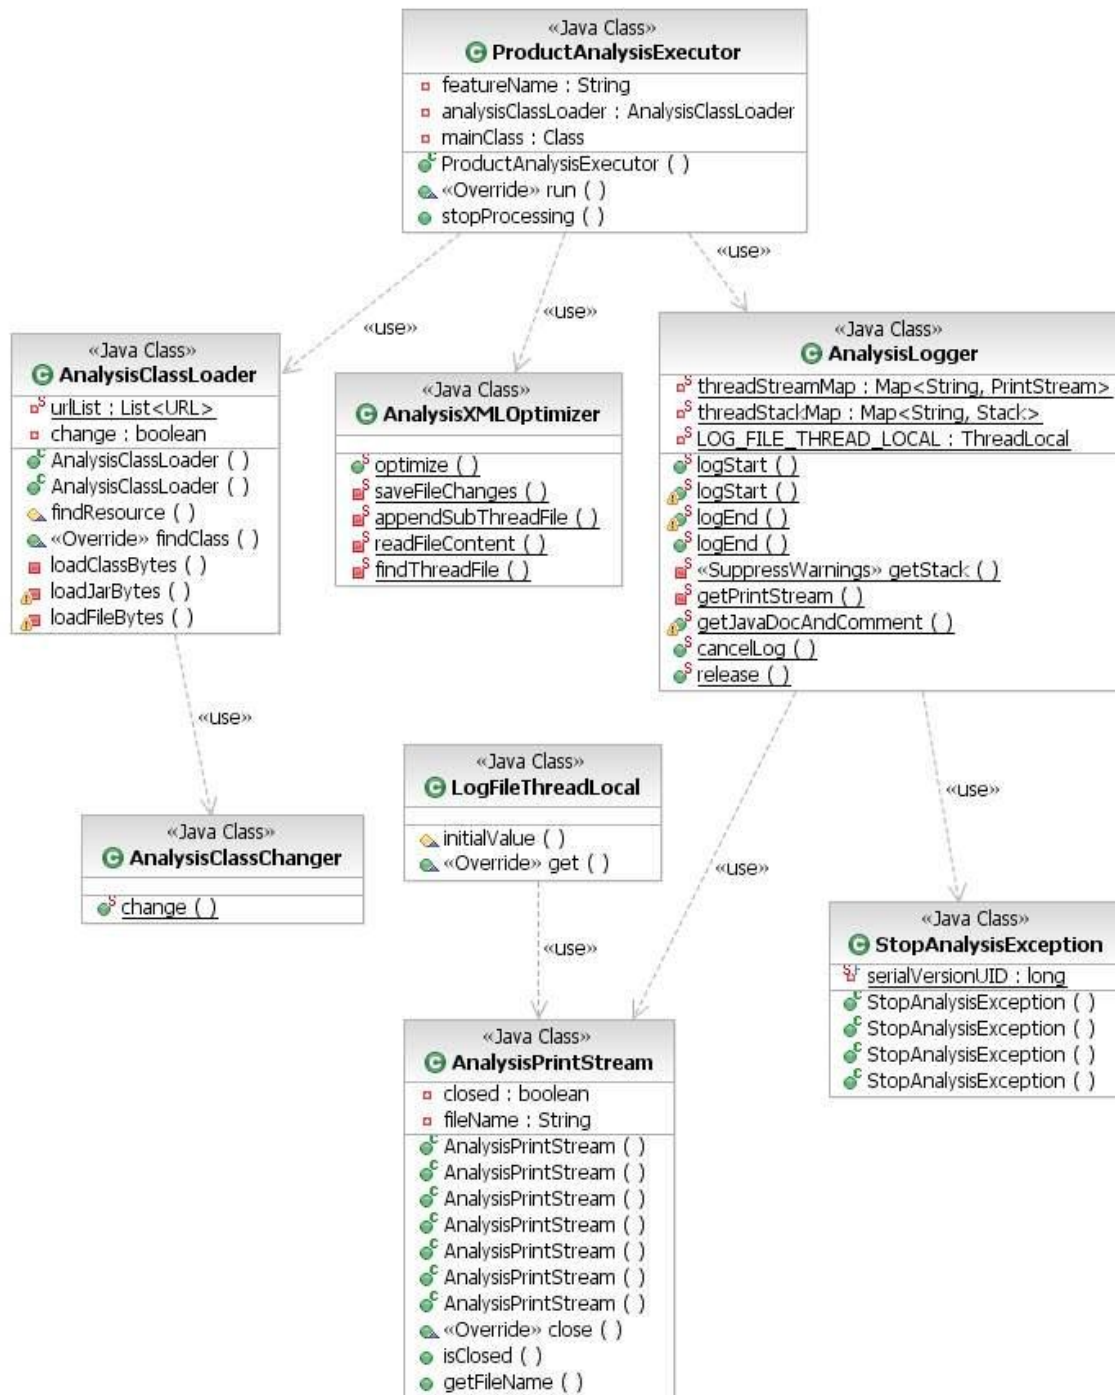 «Java Class»
ProductAnalysisExecutor
featureName : String
analysisClassLoader : AnalysisClassLoader
mainClass : Class
ProductAnalysisExecutor ( )
«Override» run ( )
stopProcessing ( )
«use»
«use»
«use»
«Java Class»
AnalysisClassLoader
urlList : List<URL>
change : boolean
AnalysisClassLoader ( )
AnalysisClassLoader ( )
findResource ( )
«Override» findClass ( )
loadClassBytes ( )
loadJarBytes ( )
loadFileBytes ( )
«Java Class»
AnalysisXMLOptimizer
optimize ( )
saveFileChanges ( )
appendSubThreadFile ( )
readFileContent ( )
findThreadFile ( )
«Java Class»
AnalysisLogger
threadStreamMap : Map<String, PrintStream>
threadStackMap : Map<String, Stack>
LOG_FILE_THREAD_LOCAL : ThreadLocal
logStart ( )
logStart ( )
logEnd ( )
logEnd ( )
«SuppressWarnings» getStack ( )
getPrintStream ( )
getJavaDocAndComment ( )
cancelLog ( )
release ( )
«use»
«use»
«use»
«Java Class»
LogFileThreadLocal
initialValue ( )
«Override» get ( )
«use»
«Java Class»
AnalysisClassChanger
change ( )
«Java Class»
StopAnalysisException
serialVersionUID : long
StopAnalysisException ( )
StopAnalysisException ( )
StopAnalysisException ( )
StopAnalysisException ( )
«Java Class»
AnalysisPrintStream
closed : boolean
fileName : String
AnalysisPrintStream ( )
AnalysisPrintStream ( )
AnalysisPrintStream ( )
AnalysisPrintStream ( )
AnalysisPrintStream ( )
AnalysisPrintStream ( )
AnalysisPrintStream ( )
«Override» close ( )
isClosed ( )
getFileName ( )